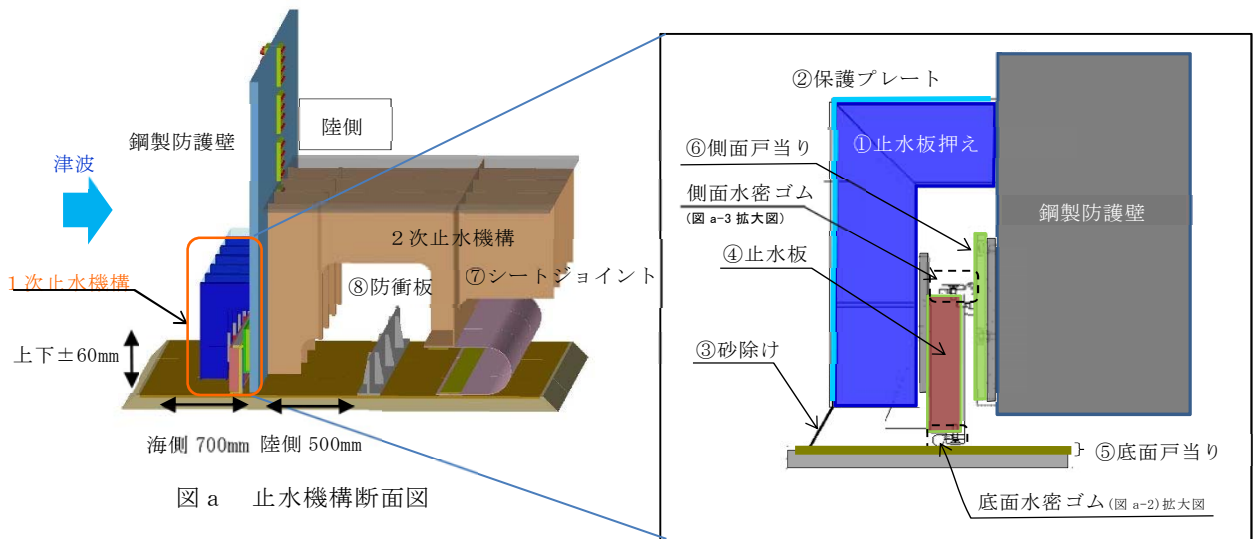 鋼製防護壁
陸側
津波
2次止水機構
⑦シートジョイント
⑧防衝板
1次止水機構
上下±60mm
海側 700mm 陸側 500mm
図 a 止水機構断面図
②保護プレート
①止水板押え
⑥側面戸当り
側面水密ゴム
(図 a-3 拡大図)
鋼製防護壁
④止水板
③砂除け
⑤底面戸当り
底面水密ゴム(図 a-2)拡大図